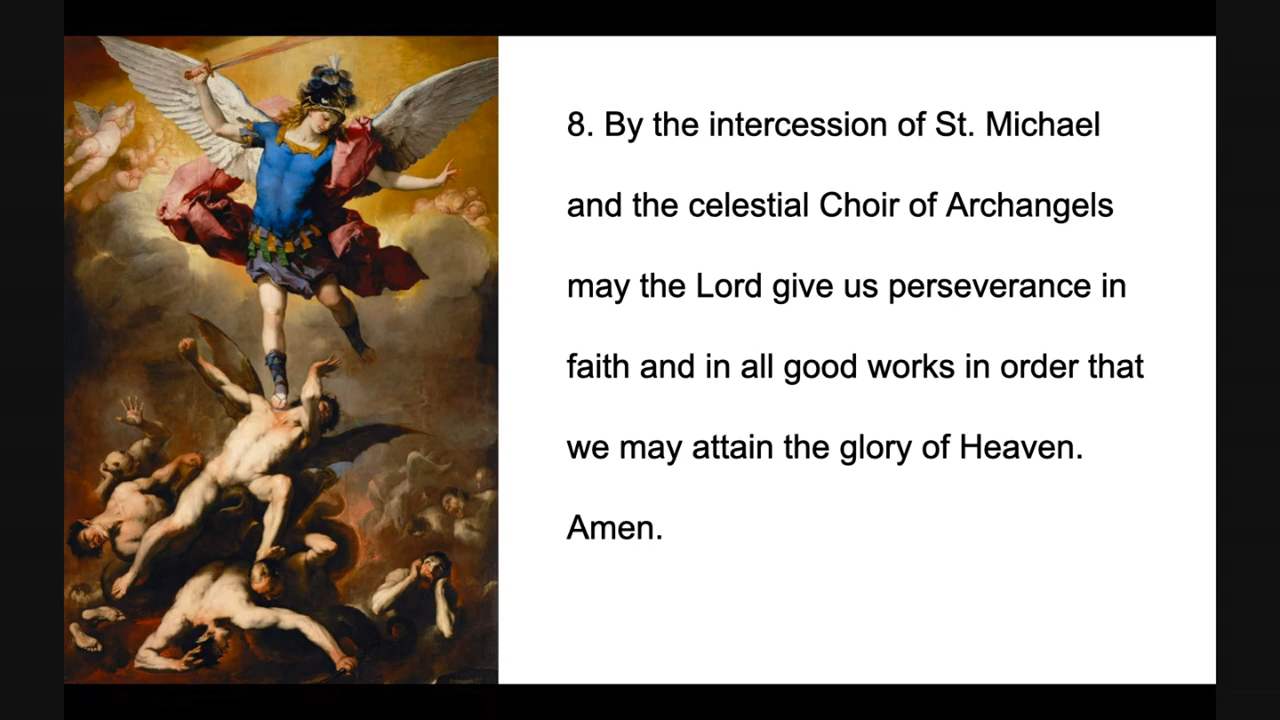 8. By the intercession of St. Michael
and the celestial Choir of Archangels
may the Lord give us perseverance in
faith and in all good works in order that
we may attain the glory of Heaven.
Amen.